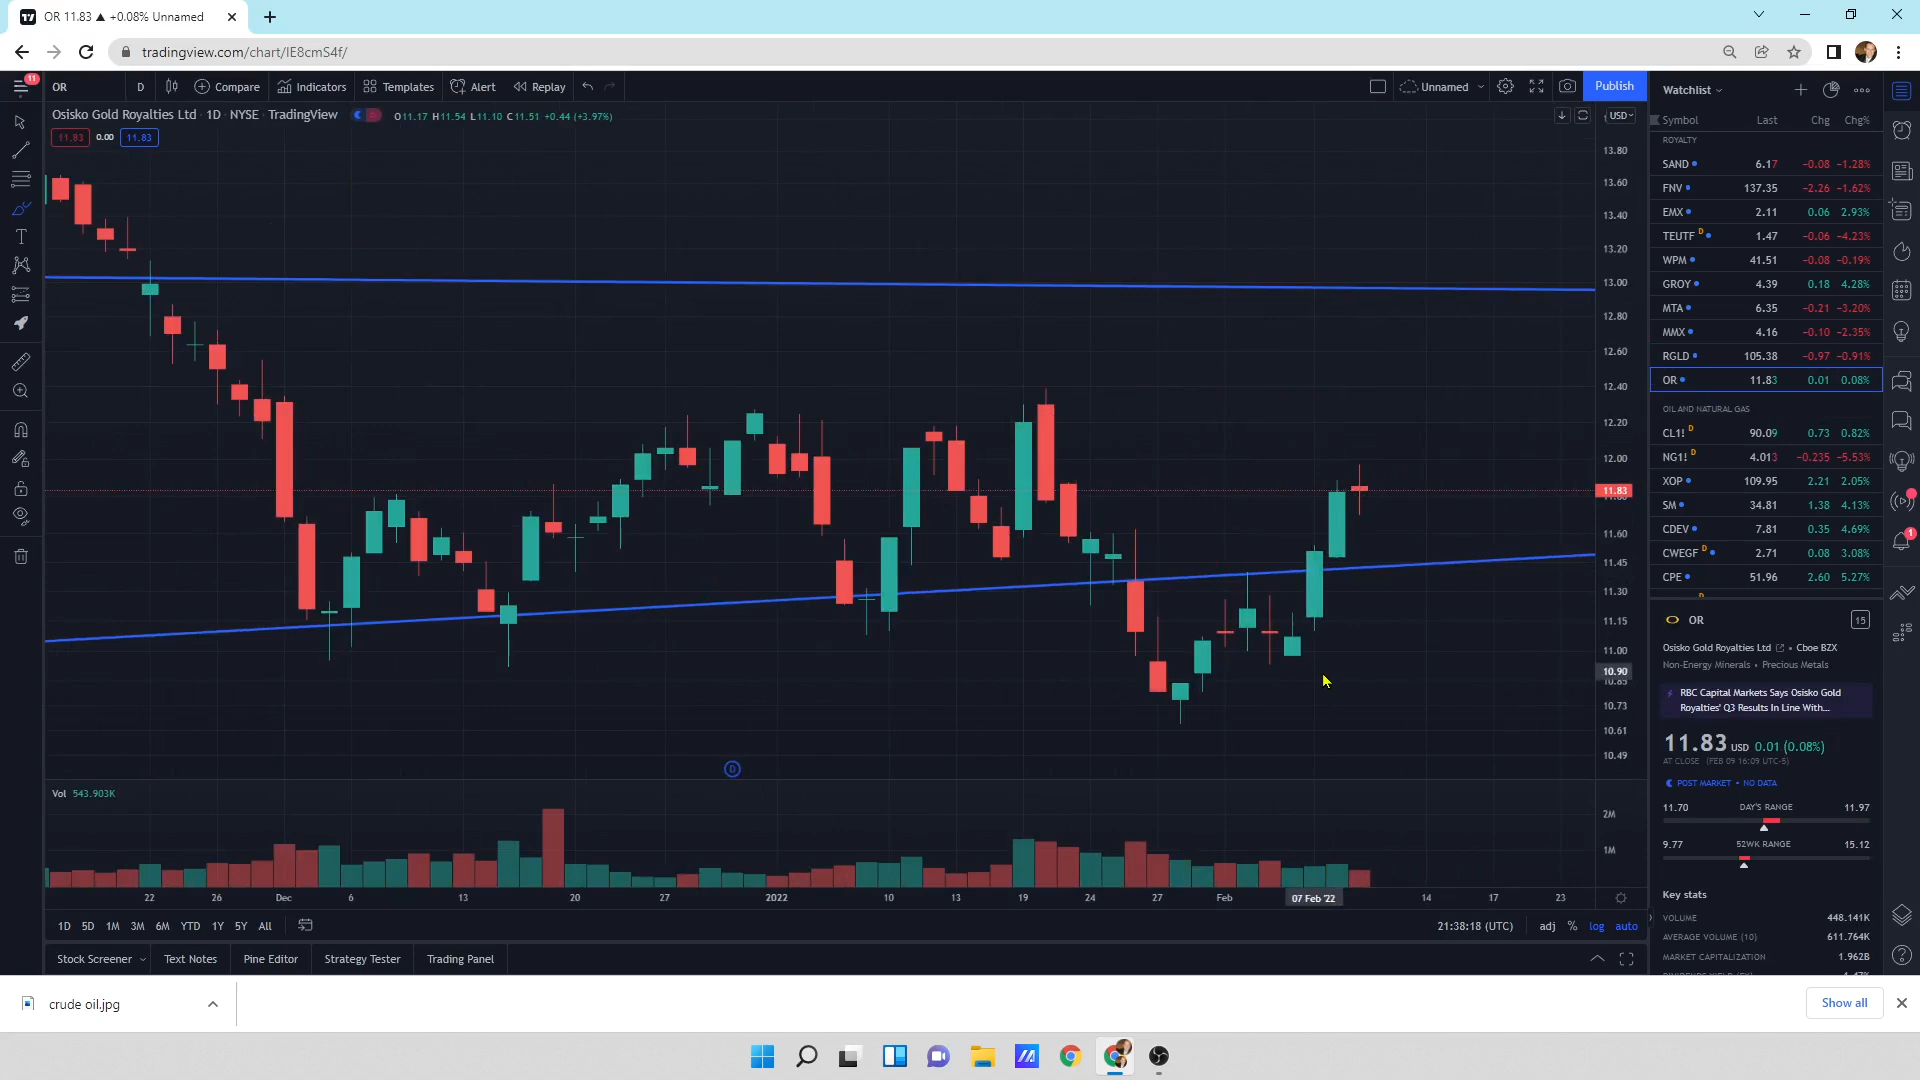 OR 11.83 ▲ +0.08% Unnamed
tradingview.com/chart/IE8cmS4f/
11
OR D Compare Indicators Templates Alert Replay Unnamed Publish
Osisko Gold Royalties Ltd · 1D · NYSE · TradingView O11.17 H11.54 L11.10 C11.51 +0.44 (+3.97%)
11.83 0.00 11.83
USD
13.80
13.60
13.40
13.20
13.00
12.80
12.60
12.40
12.20
12.00
11.83
11.60
11.45
11.30
11.15
11.00
10.90
10.73
10.61
10.49
D
Vol 543.903K
2M
1M
22 26 Dec 6 13 20 27 2022 10 13 19 24 27 Feb 07 Feb '22 14 17 23
1D 5D 1M 3M 6M YTD 1Y 5Y All 21:38:18 (UTC) adj % log auto
Stock Screener Text Notes Pine Editor Strategy Tester Trading Panel
Watchlist
Symbol Last Chg Chg%
ROYALTY
SAND 6.17 −0.08 −1.28%
FNV 137.35 −2.26 −1.62%
EMX 2.11 0.06 2.93%
TEUTF D 1.47 −0.06 −4.23%
WPM 41.51 −0.08 −0.19%
GROY 4.39 0.18 4.28%
MTA 6.35 −0.21 −3.20%
MMX 4.16 −0.10 −2.35%
RGLD 105.38 −0.97 −0.91%
OR 11.83 0.01 0.08%
OIL AND NATURAL GAS
CL1! D 90.09 0.73 0.82%
NG1! D 4.013 −0.235 −5.53%
XOP 109.95 2.21 2.05%
SM 34.81 1.38 4.13%
CDEV 7.81 0.35 4.69%
CWEGF D 2.71 0.08 3.08%
CPE 51.96 2.60 5.27%
OR 15
Osisko Gold Royalties Ltd • Cboe BZX
Non-Energy Minerals • Precious Metals
RBC Capital Markets Says Osisko Gold
Royalties' Q3 Results In Line With...
11.83 USD 0.01 (0.08%)
AT CLOSE (FEB 09 16:09 UTC-5)
POST MARKET • NO DATA
11.70 DAY'S RANGE 11.97
9.77 52WK RANGE 15.12
Key stats
VOLUME 448.141K
AVERAGE VOLUME (10) 611.764K
MARKET CAPITALIZATION 1.962B
1
crude oil.jpg
Show all